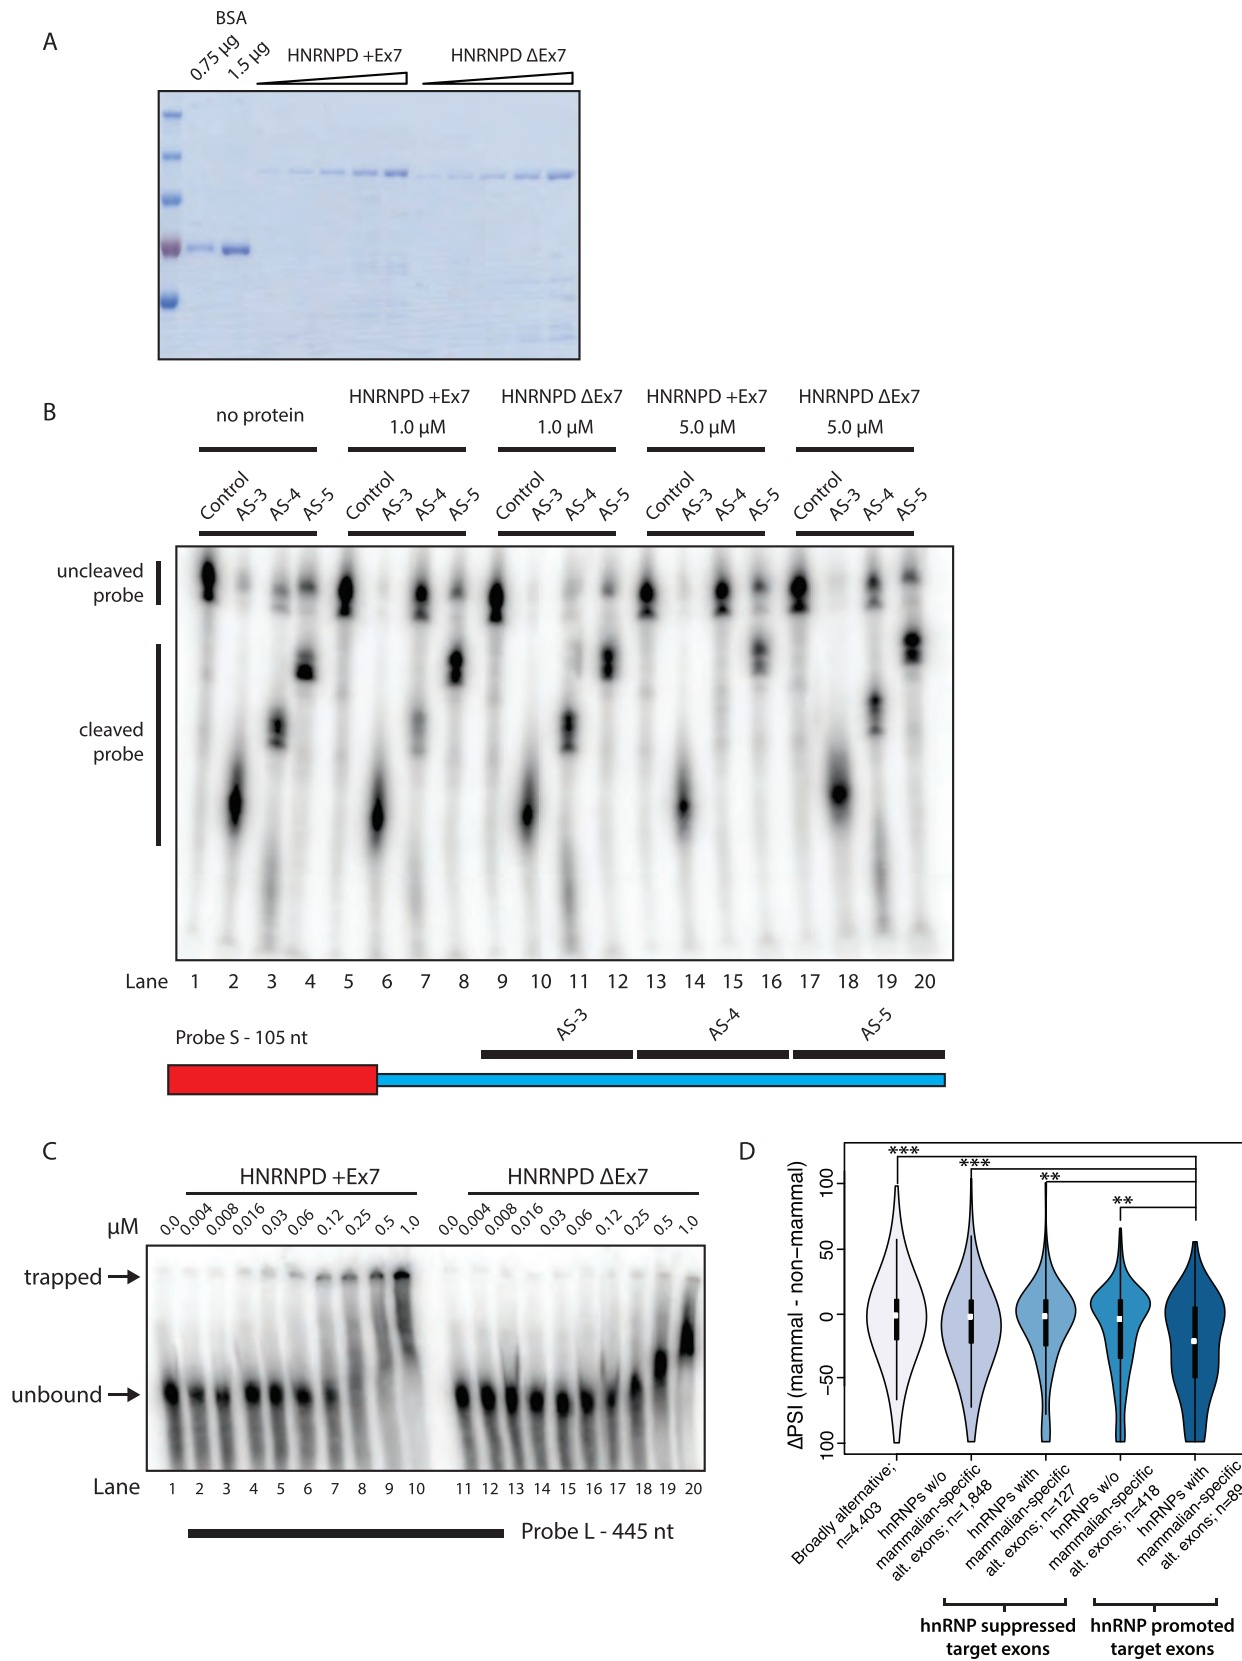 A
BSA
0.75 µg
1.5 µg
HNRNPD +Ex7
HNRNPD ΔEx7
B
no protein
HNRNPD +Ex7
1.0 µM
HNRNPD ΔEx7
1.0 µM
HNRNPD +Ex7
5.0 µM
HNRNPD ΔEx7
5.0 µM
Control AS-3 AS-4 AS-5 Control AS-3 AS-4 AS-5 Control AS-3 AS-4 AS-5 Control AS-3 AS-4 AS-5 Control AS-3 AS-4 AS-5
uncleaved
probe
cleaved
probe
Lane 1 2 3 4 5 6 7 8 9 10 11 12 13 14 15 16 17 18 19 20
AS-3 AS-4 AS-5
Probe S - 105 nt
C
HNRNPD +Ex7
HNRNPD ΔEx7
µM 0.0 0.004 0.008 0.016 0.03 0.06 0.12 0.25 0.5 1.0 0.0 0.004 0.008 0.016 0.03 0.06 0.12 0.25 0.5 1.0
trapped
unbound
Lane 1 2 3 4 5 6 7 8 9 10 11 12 13 14 15 16 17 18 19 20
Probe L - 445 nt
D
ΔPSI (mammal - non−mammal)
100
50
0
−50
100
***
***
**
**
Broadly alternative;
n=4.403
hnRNPs w/o
mammalian-specific
alt. exons; n=1,848
hnRNPs with
mammalian-specific
alt. exons; n=127
hnRNPs w/o
mammalian-specific
alt. exons; n=418
hnRNPs with
mammalian-specific
alt. exons; n=89
hnRNP suppressed
target exons
hnRNP promoted
target exons